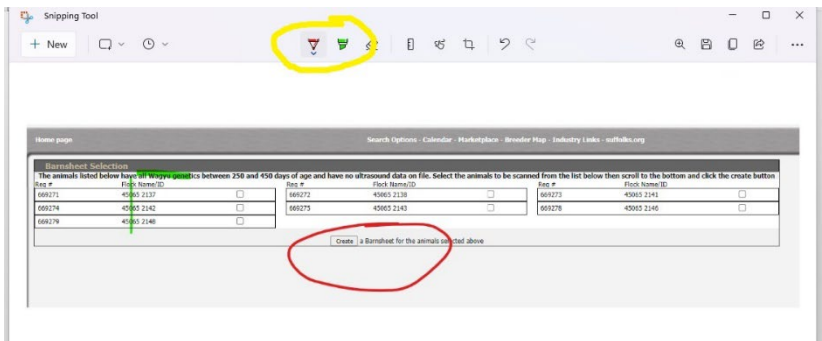 Snipping Tool
+ New
Home page
Search Options - Calendar - Marketplace - Breeder Map - Industry Links - suffolks.org
Barnsheet Selection
The animals listed below have all Wagyu genetics between 250 and 450 days of age and have no ultrasound data on file. Select the animals to be scanned from the list below then scroll to the bottom and click the create button
Reg # Flock Name/ID Reg # Flock Name/ID Reg # Flock Name/ID
669271 45065 2137 669272 45065 2138 669273 45065 2141
669274 45065 2142 669275 45065 2143 669278 45065 2146
669279 45065 2148
Create a Barnsheet for the animals selected above